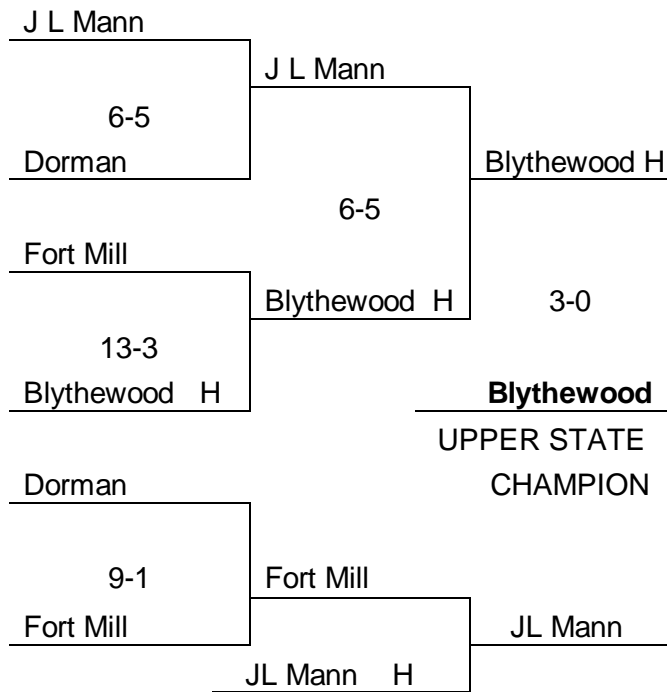 J L Mann
J L Mann
6-5
Dorman
Blythewood H
6-5
Fort Mill
Blythewood H
3-0
13-3
Blythewood H
Blythewood
UPPER STATE
CHAMPION
Dorman
9-1
Fort Mill
Fort Mill
JL Mann
JL Mann H